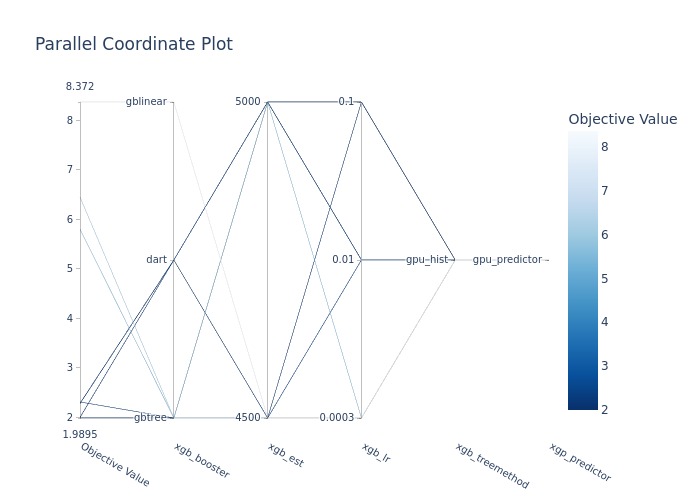 Parallel Coordinate Plot
8.372
8
7
6
5
4
3
2
1.9895
gblinear
dart
gbtree
5000
4500
0.1
0.01
0.0003
gpu_hist
gpu_predictor
Objective Value
xgb_booster
xgb_est
xgb_lr
xgb_treemethod
xgp_predictor
Objective Value
8
7
6
5
4
3
2